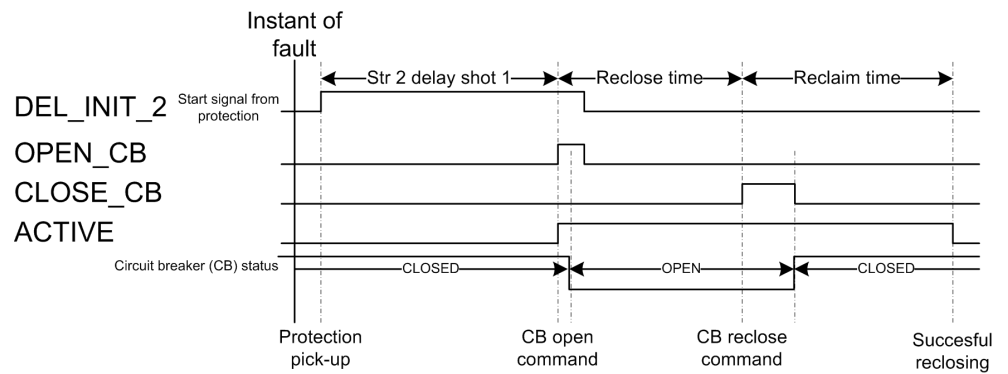 Instant of
fault
Str 2 delay shot 1
Reclose time
Reclaim time
DEL_INIT_2
Start signal from
protection
OPEN_CB
CLOSE_CB
ACTIVE
Circuit breaker (CB) status
CLOSED
OPEN
CLOSED
Protection
pick-up
CB open
command
CB reclose
command
Succesful
reclosing